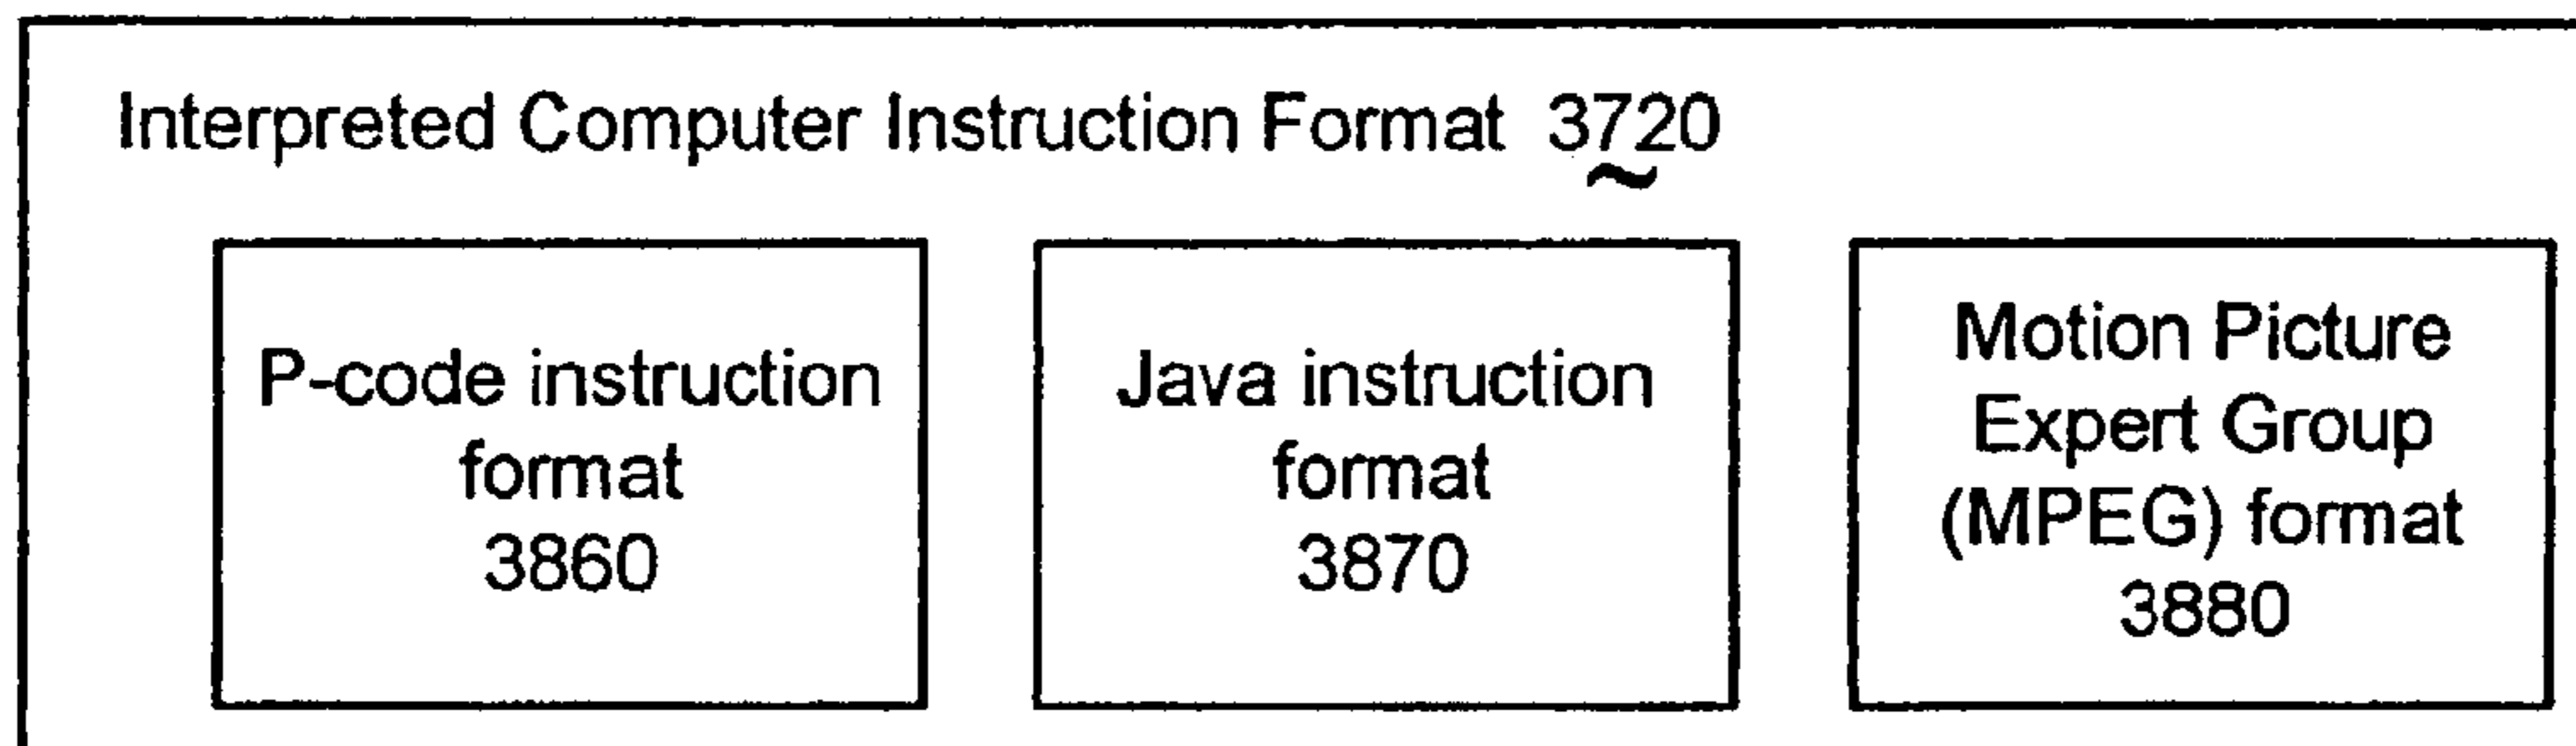 Interpreted Computer Instruction Format 3720
P-code instruction
format
3860
Java instruction
format
3870
Motion Picture
Expert Group
(MPEG) format
3880